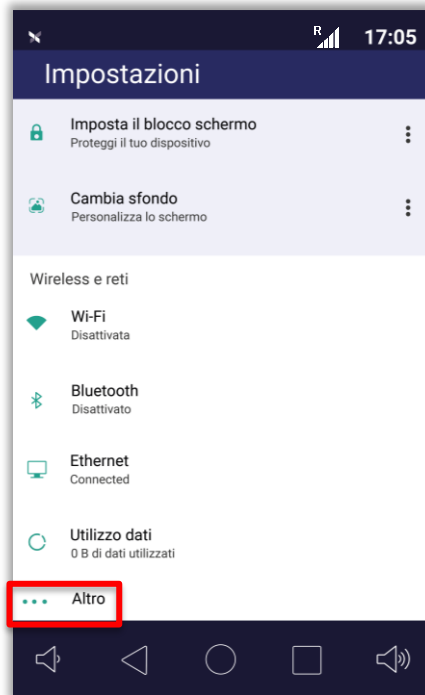 R
17:05
Impostazioni
Imposta il blocco schermo
Proteggi il tuo dispositivo
Cambia sfondo
Personalizza lo schermo
Wireless e reti
Wi-Fi
Disattivata
Bluetooth
Disattivato
Ethernet
Connected
Utilizzo dati
0 B di dati utilizzati
Altro